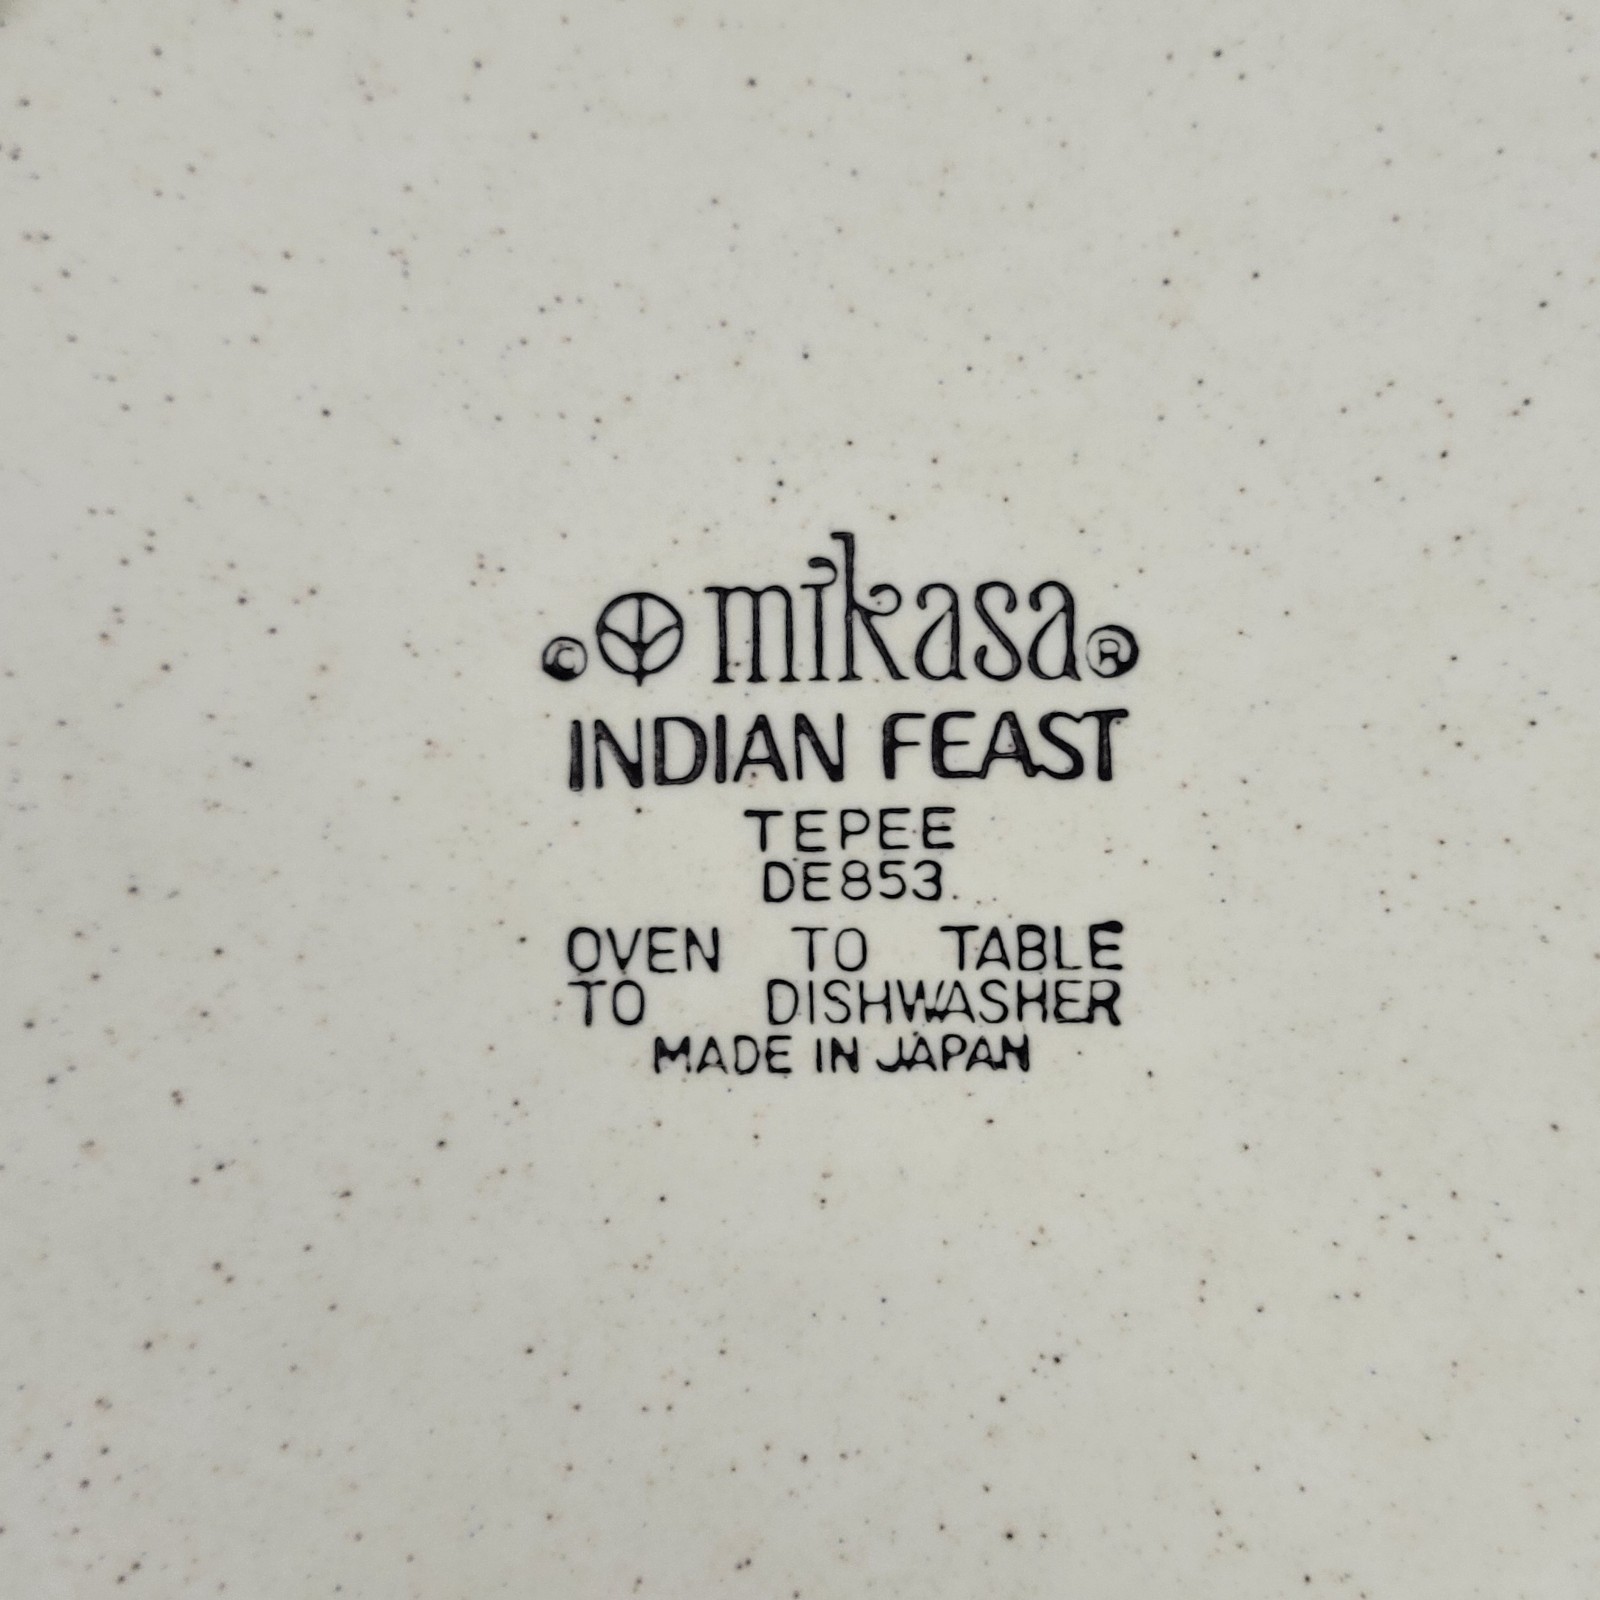 © mikasa ®
INDIAN FEAST
TEPEE
DE853
OVEN TO TABLE
TO DISHWASHER
MADE IN JAPAN